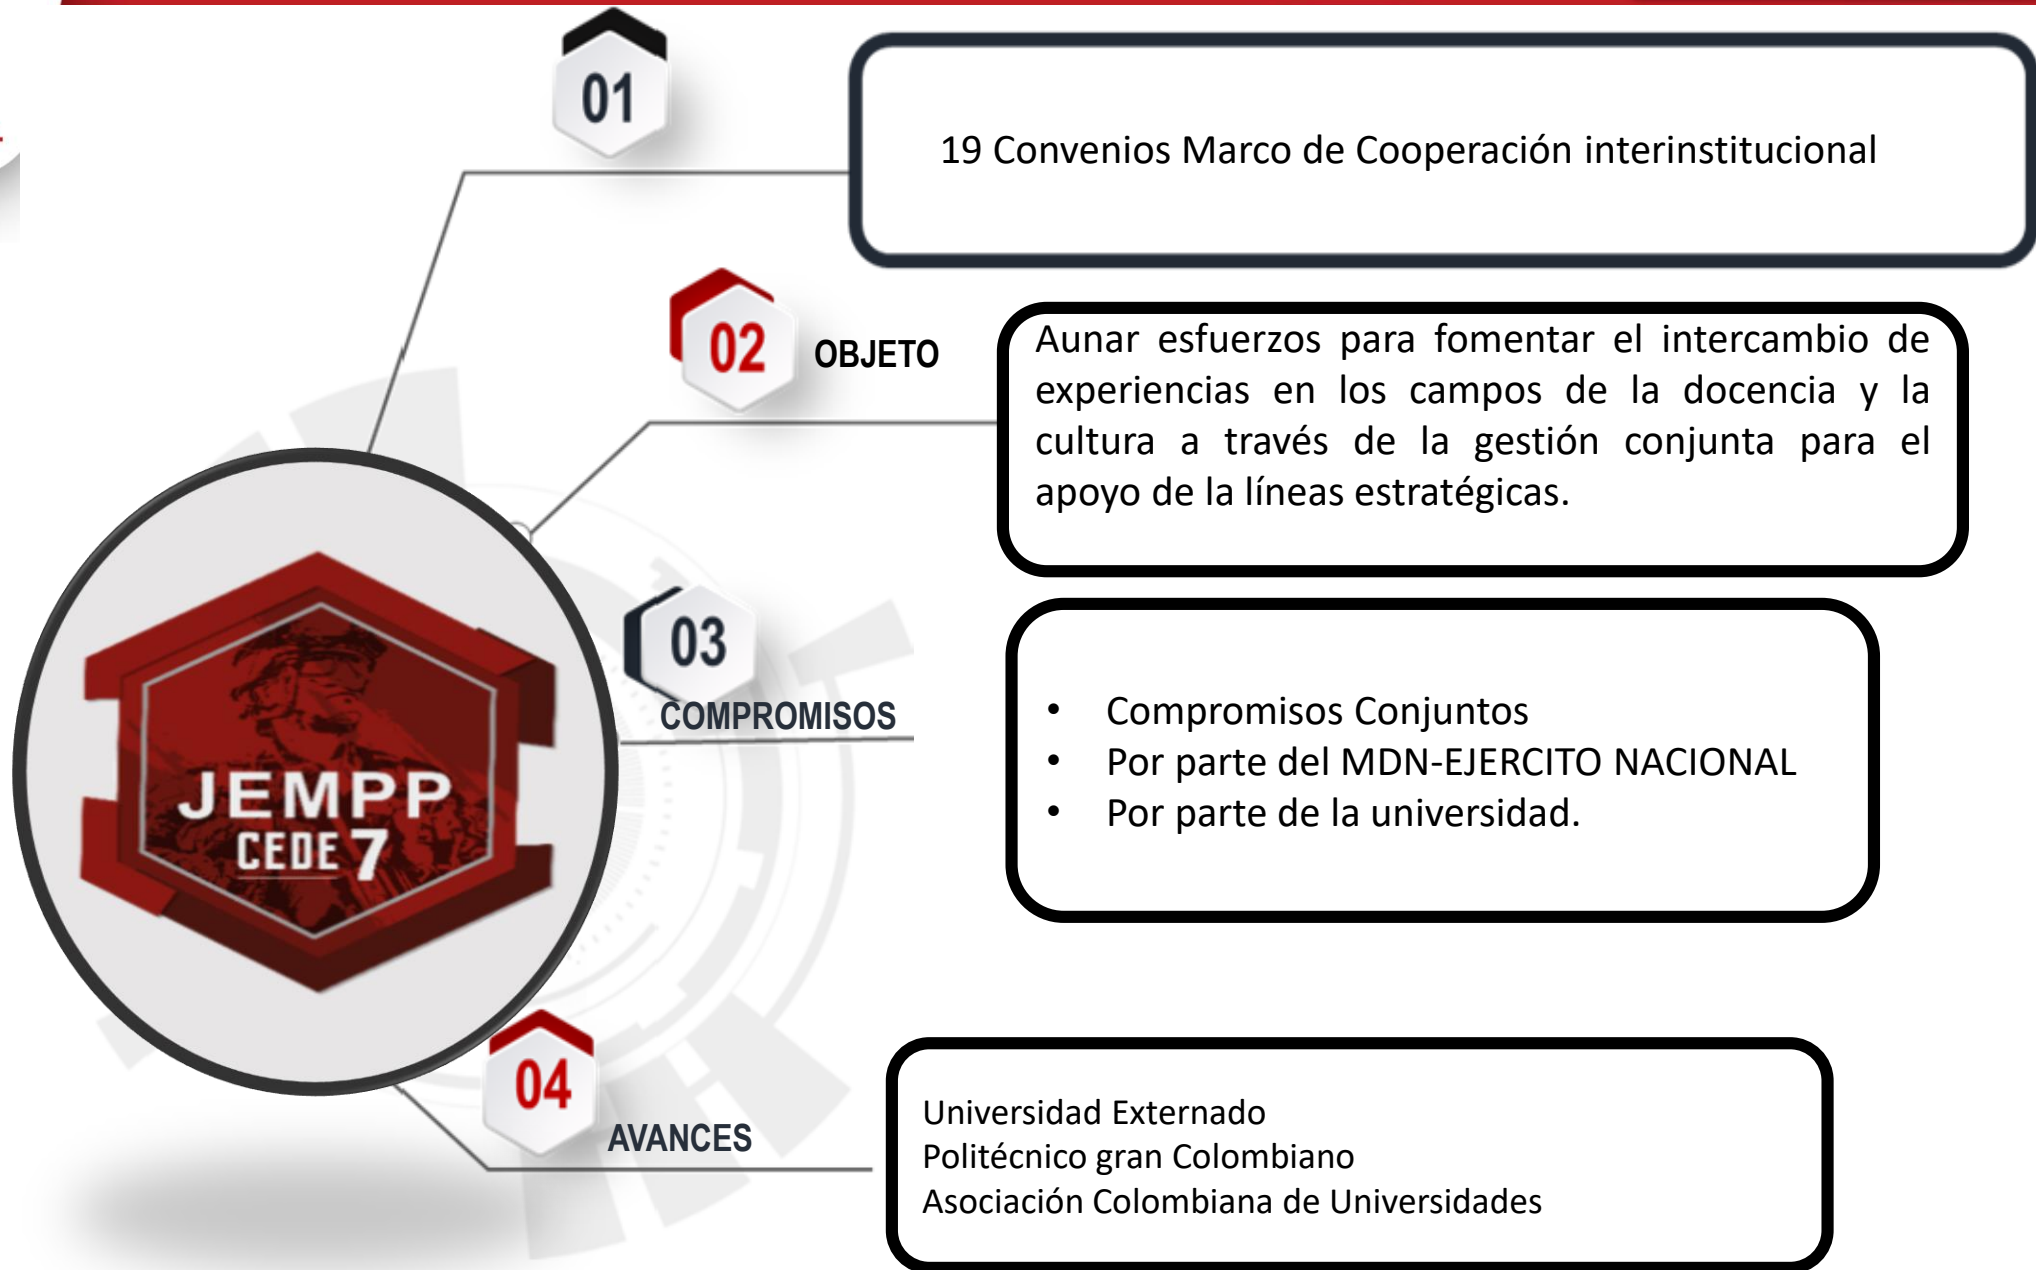 01
19 Convenios Marco de Cooperación interinstitucional
02
OBJETO
Aunar esfuerzos para fomentar el intercambio de
experiencias en los campos de la docencia y la
cultura a través de la gestión conjunta para el
apoyo de la líneas estratégicas.
03
COMPROMISOS
• Compromisos Conjuntos
• Por parte del MDN-EJERCITO NACIONAL
• Por parte de la universidad.
JEMPP
CEDE 7
04
AVANCES
Universidad Externado
Politécnico gran Colombiano
Asociación Colombiana de Universidades